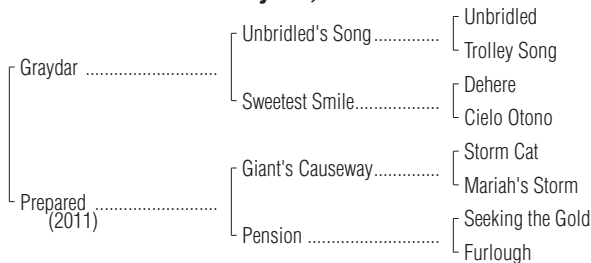 Unbridled
Unbridled's Song..............
Trolley Song
Graydar ............................
Dehere
Sweetest Smile..................
Cielo Otono
Storm Cat
Giant's Causeway..............
Mariah's Storm
Prepared ..........................
(2011)
Seeking the Gold
Pension ............................
Furlough